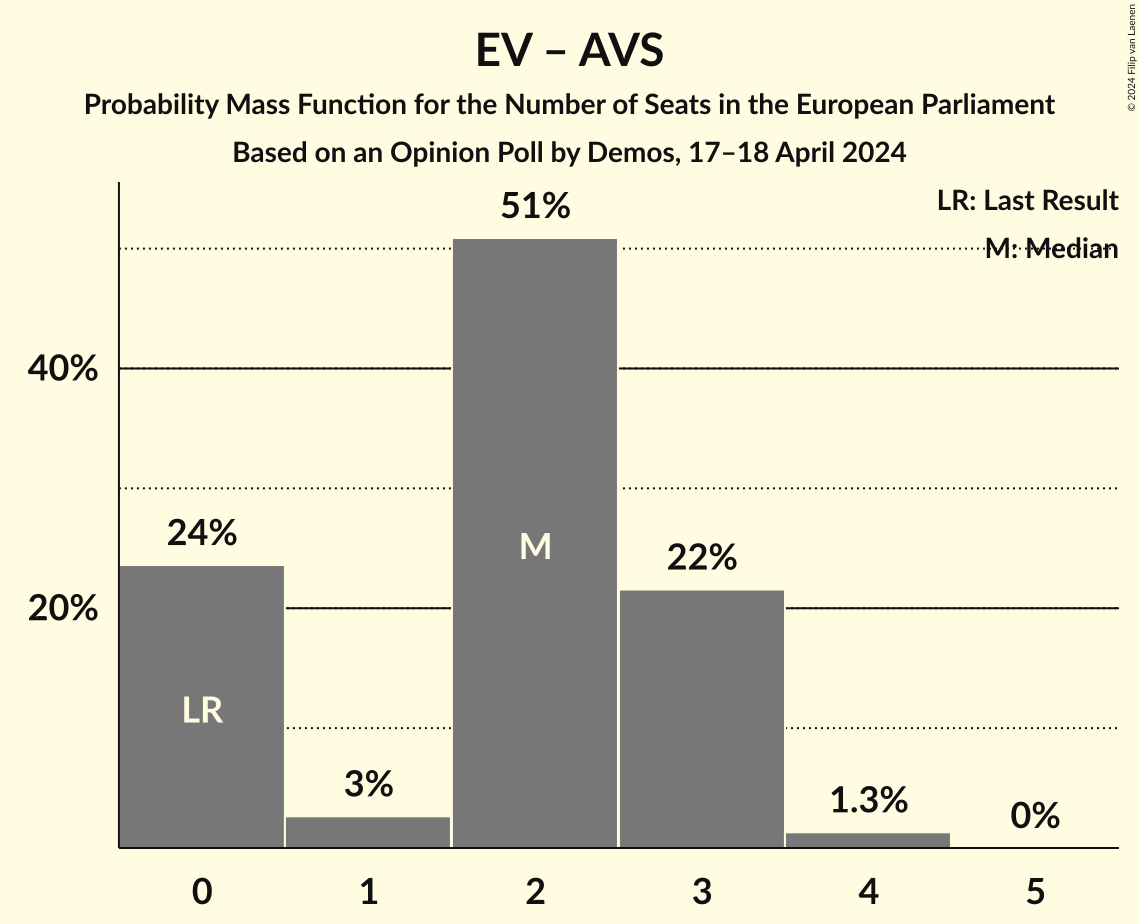 EV – AVS
Probability Mass Function for the Number of Seats in the European Parliament
Based on an Opinion Poll by Demos, 17–18 April 2024
© 2024 Filip van Laenen
LR: Last Result
M: Median
51%
40%
24%
22%
M
20%
LR
3%
1.3%
0%
0 1 2 3 4 5